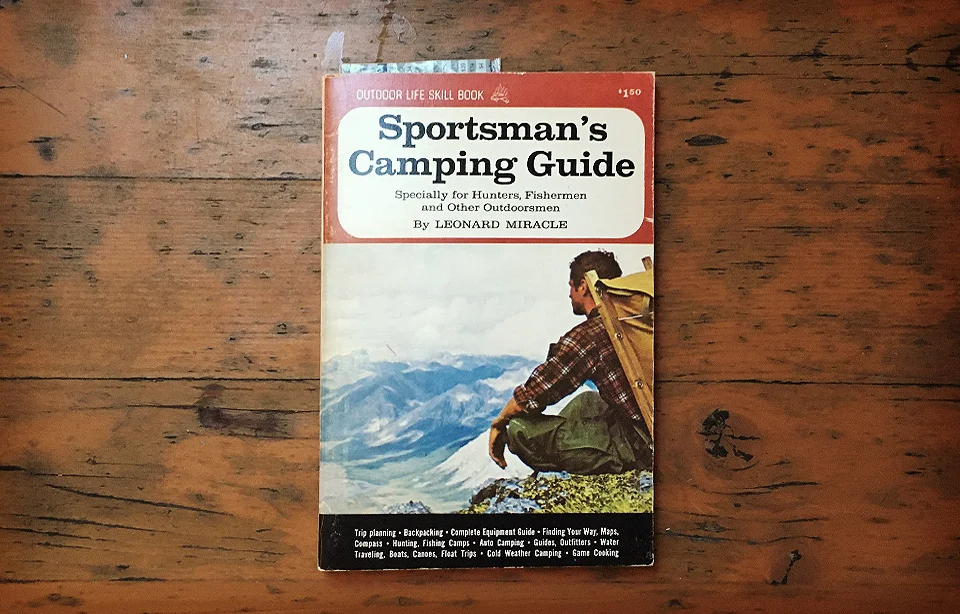 OUTDOOR LIFE SKILL BOOK $1.50
Sportsman's
Camping Guide
Specially for Hunters, Fishermen
and Other Outdoorsmen
By LEONARD MIRACLE
Trip planning • Backpacking • Complete Equipment Guide • Finding Your Way, Maps,
Compass • Hunting, Fishing Camps • Auto Camping • Guides, Outfitters • Water
Traveling, Boats, Canoes, Float Trips • Cold Weather Camping • Game Cooking